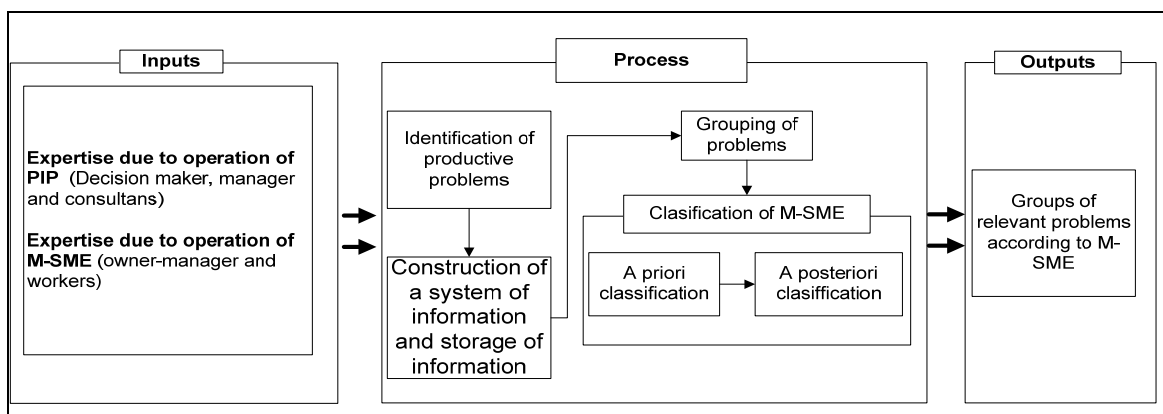 Inputs
Expertise due to operation of
PIP (Decision maker, manager
and consultans)
Expertise due to operation of
M-SME (owner-manager and
workers)
Process
Identification of
productive
problems
Construction of
a system of
information
and storage of
information
Grouping of
problems
Clasification of M-SME
A priori
classification
A posteriori
clasiffication
Outputs
Groups of
relevant problems
according to M-
SME